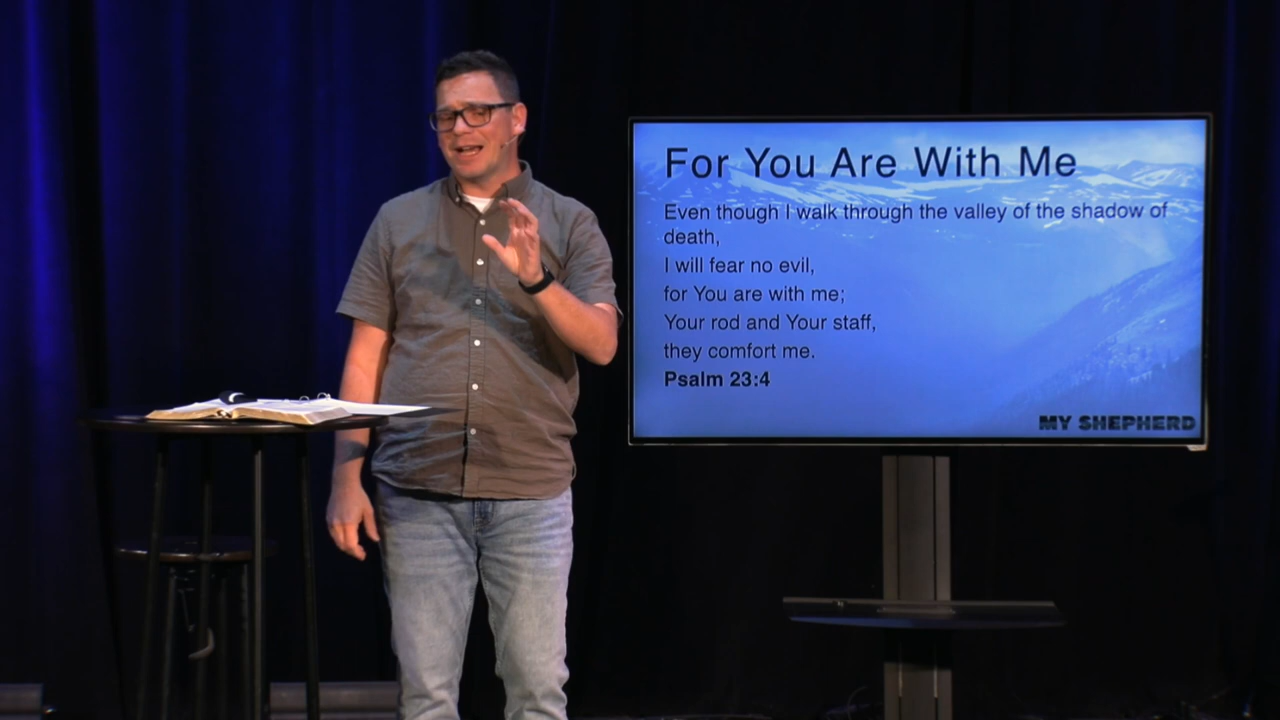 For You Are With Me
Even though I walk through the valley of the shadow of
death,
I will fear no evil,
for You are with me;
Your rod and Your staff,
they comfort me.
Psalm 23:4
MY SHEPHERD